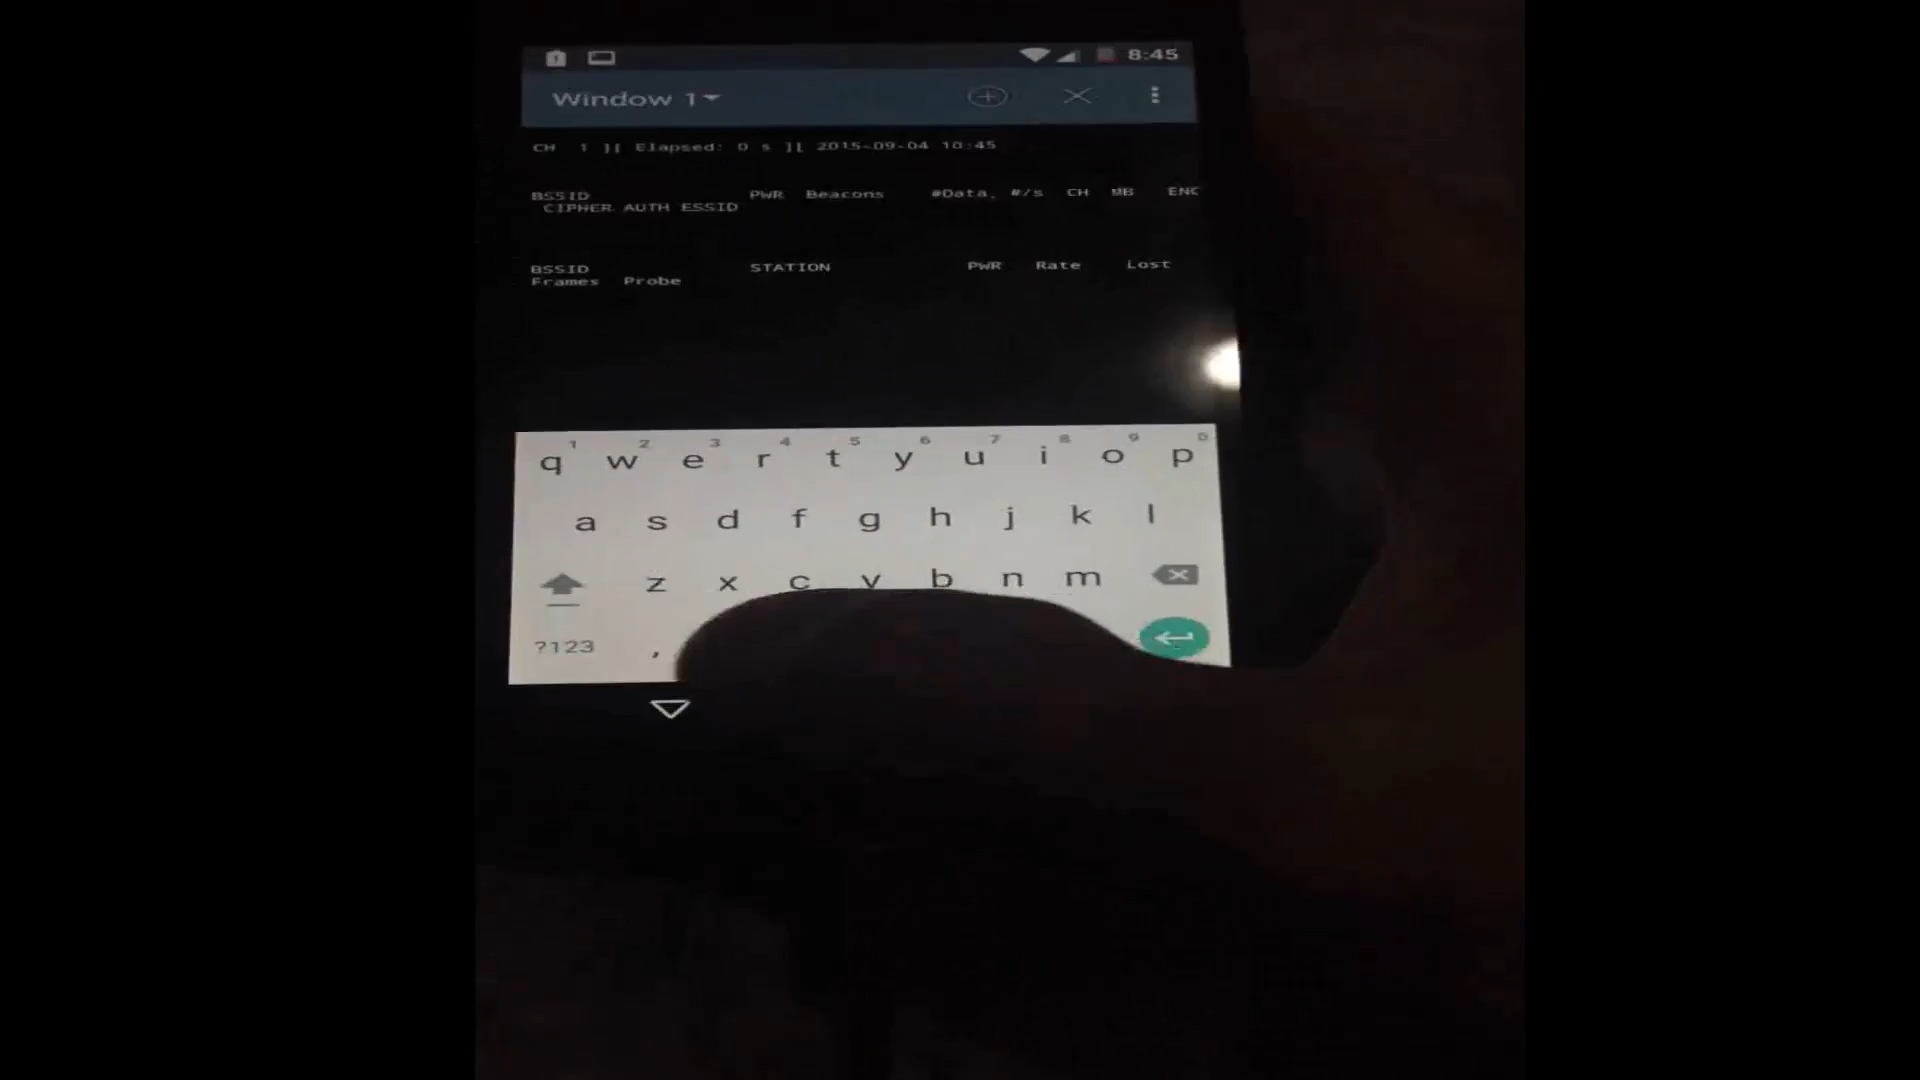 8:45
Window 1
CH 1 ][ Elapsed: 0 s ][ 2015-09-04 10:45
BSSID PWR Beacons #Data, #/s CH MB ENC
CIPHER AUTH ESSID
BSSID STATION PWR Rate Lost
Frames Probe
1 2 3 4 5 6 7 8 9 0
q w e r t y u i o p
a s d f g h j k l
z x c v b n m
?123 ,